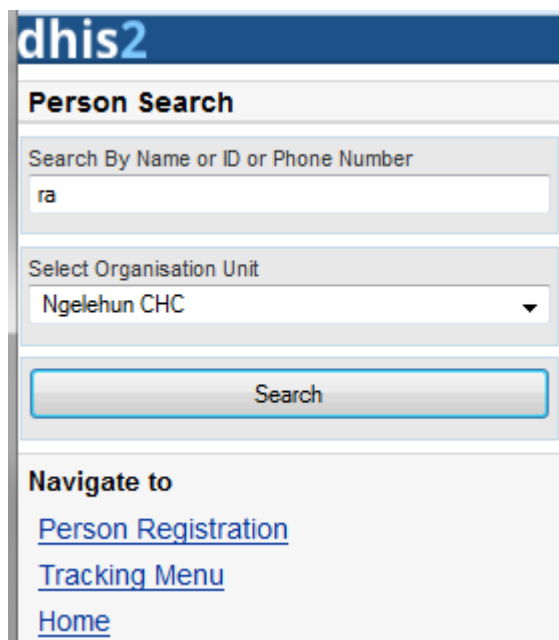 dhis2
Person Search
Search By Name or ID or Phone Number
ra
Select Organisation Unit
Ngelehun CHC
Search
Navigate to
Person Registration
Tracking Menu
Home